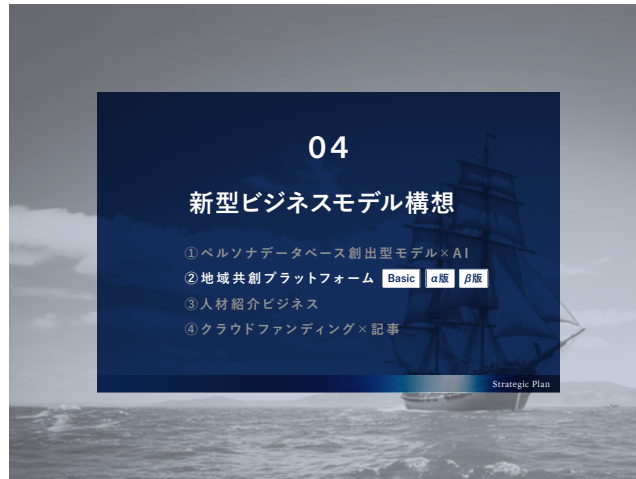 04
新型ビジネスモデル構想
①ペルソナデータベース創出型モデル×AI
②地域共創プラットフォーム Basic α版 β版
③人材紹介ビジネス
④クラウドファンディング×記事
Strategic Plan